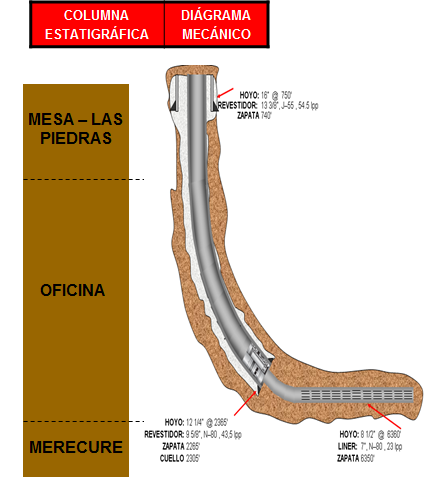 COLUMNA
ESTATIGRÁFICA
DIÁGRAMA
MECÁNICO
MESA – LAS
PIEDRAS
HOYO: 16" @ 750'
REVESTIDOR: 13 3/8", J–55 , 54.5 lpp
ZAPATA 740'
OFICINA
HOYO: 12 1/4" @ 2365'
REVESTIDOR: 9 5/8", N–80 , 43,5 lpp
ZAPATA 2265'
CUELLO 2305'
MERECURE
HOYO: 8 1/2" @ 6360'
LINER: 7", N–80 , 23 lpp
ZAPATA 6350'